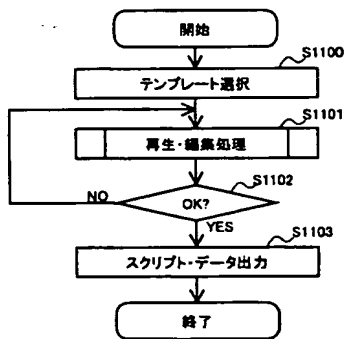 開始
S1100
テンプレート選択
S1101
再生・編集処理
S1102
OK?
NO
YES
S1103
スクリプト・データ出力
終了